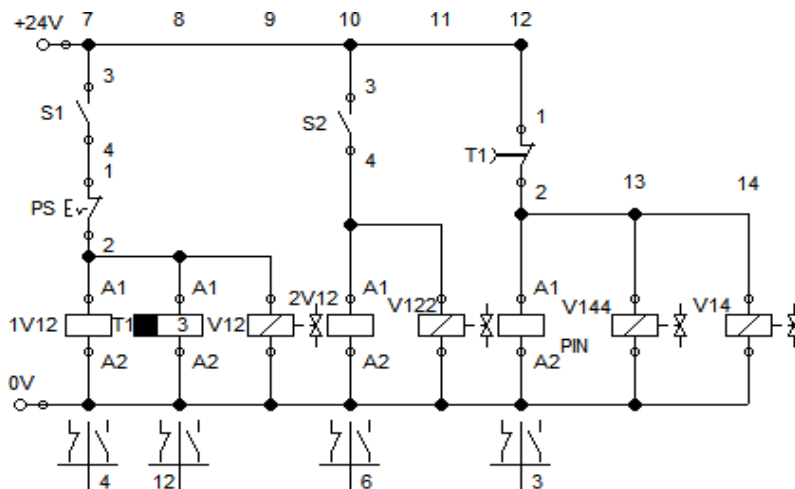 7 8 9 10 11 12
+24V
3 3
S1 S2 1
4 4 T1
1 2 13 14
PS
2
A1 A1 2V12 A1 V122 A1 V144 V14
1V12 T1 3 V12
A2 A2 A2 A2 PIN
0V
4 12 6 3